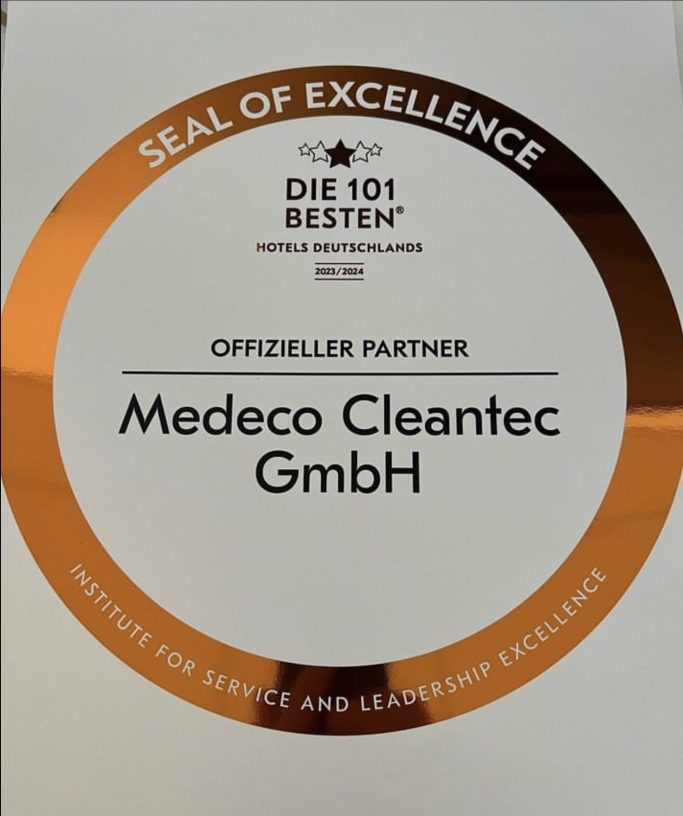 SEAL OF EXCELLENCE
DIE 101
BESTEN®
HOTELS DEUTSCHLANDS
2023/2024
OFFIZIELLER PARTNER
Medeco Cleantec
GmbH
INSTITUTE FOR SERVICE AND LEADERSHIP EXCELLENCE